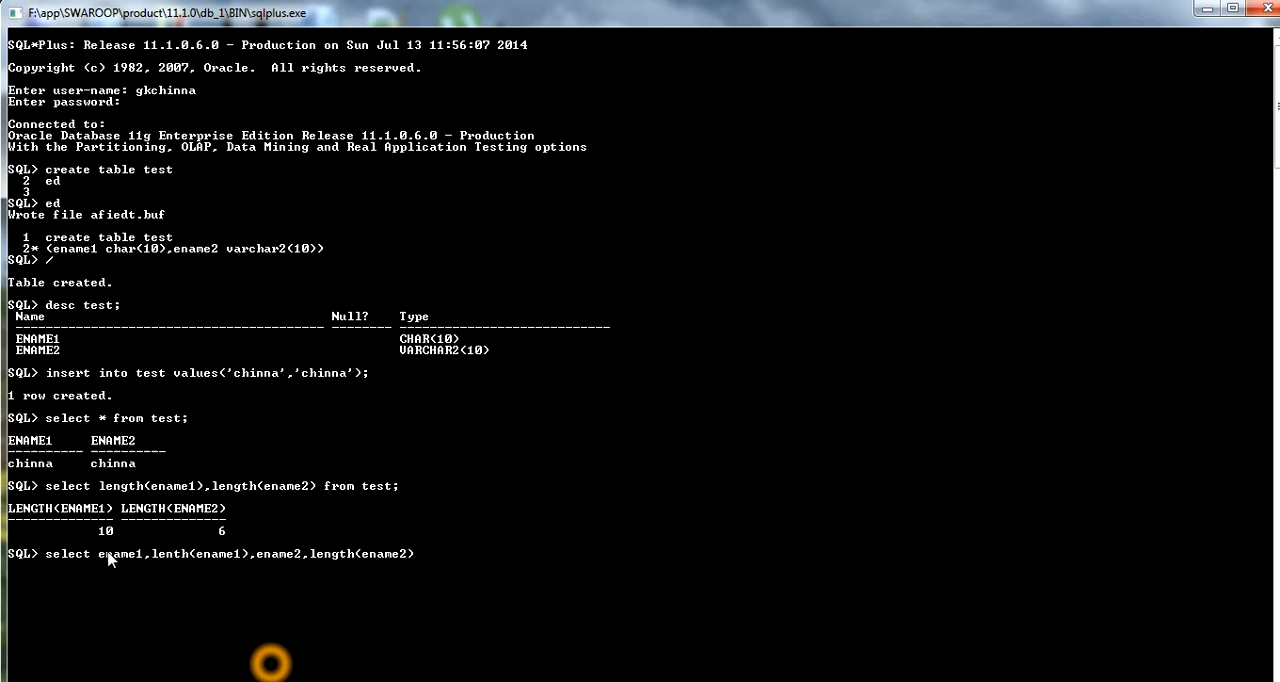 F:\app\SWAROOP\product\11.1.0\db_1\BIN\sqlplus.exe
SQL*Plus: Release 11.1.0.6.0 - Production on Sun Jul 13 11:56:07 2014
Copyright (c) 1982, 2007, Oracle.  All rights reserved.
Enter user-name: gkchinna
Enter password:
Connected to:
Oracle Database 11g Enterprise Edition Release 11.1.0.6.0 - Production
With the Partitioning, OLAP, Data Mining and Real Application Testing options
SQL> create table test
2  ed
3
SQL> ed
Wrote file afiedt.buf
1  create table test
2* (ename1 char(10),ename2 varchar2(10))
SQL> /
Table created.
SQL> desc test;
Name Null? Type
----------------------------------------- -------- ----------------------------
ENAME1 CHAR(10)
ENAME2 VARCHAR2(10)
SQL> insert into test values('chinna','chinna');
1 row created.
SQL> select * from test;
ENAME1     ENAME2
---------- ----------
chinna     chinna
SQL> select length(ename1),length(ename2) from test;
LENGTH(ENAME1) LENGTH(ENAME2)
-------------- --------------
10 6
SQL> select ename1,lenth(ename1),ename2,length(ename2)